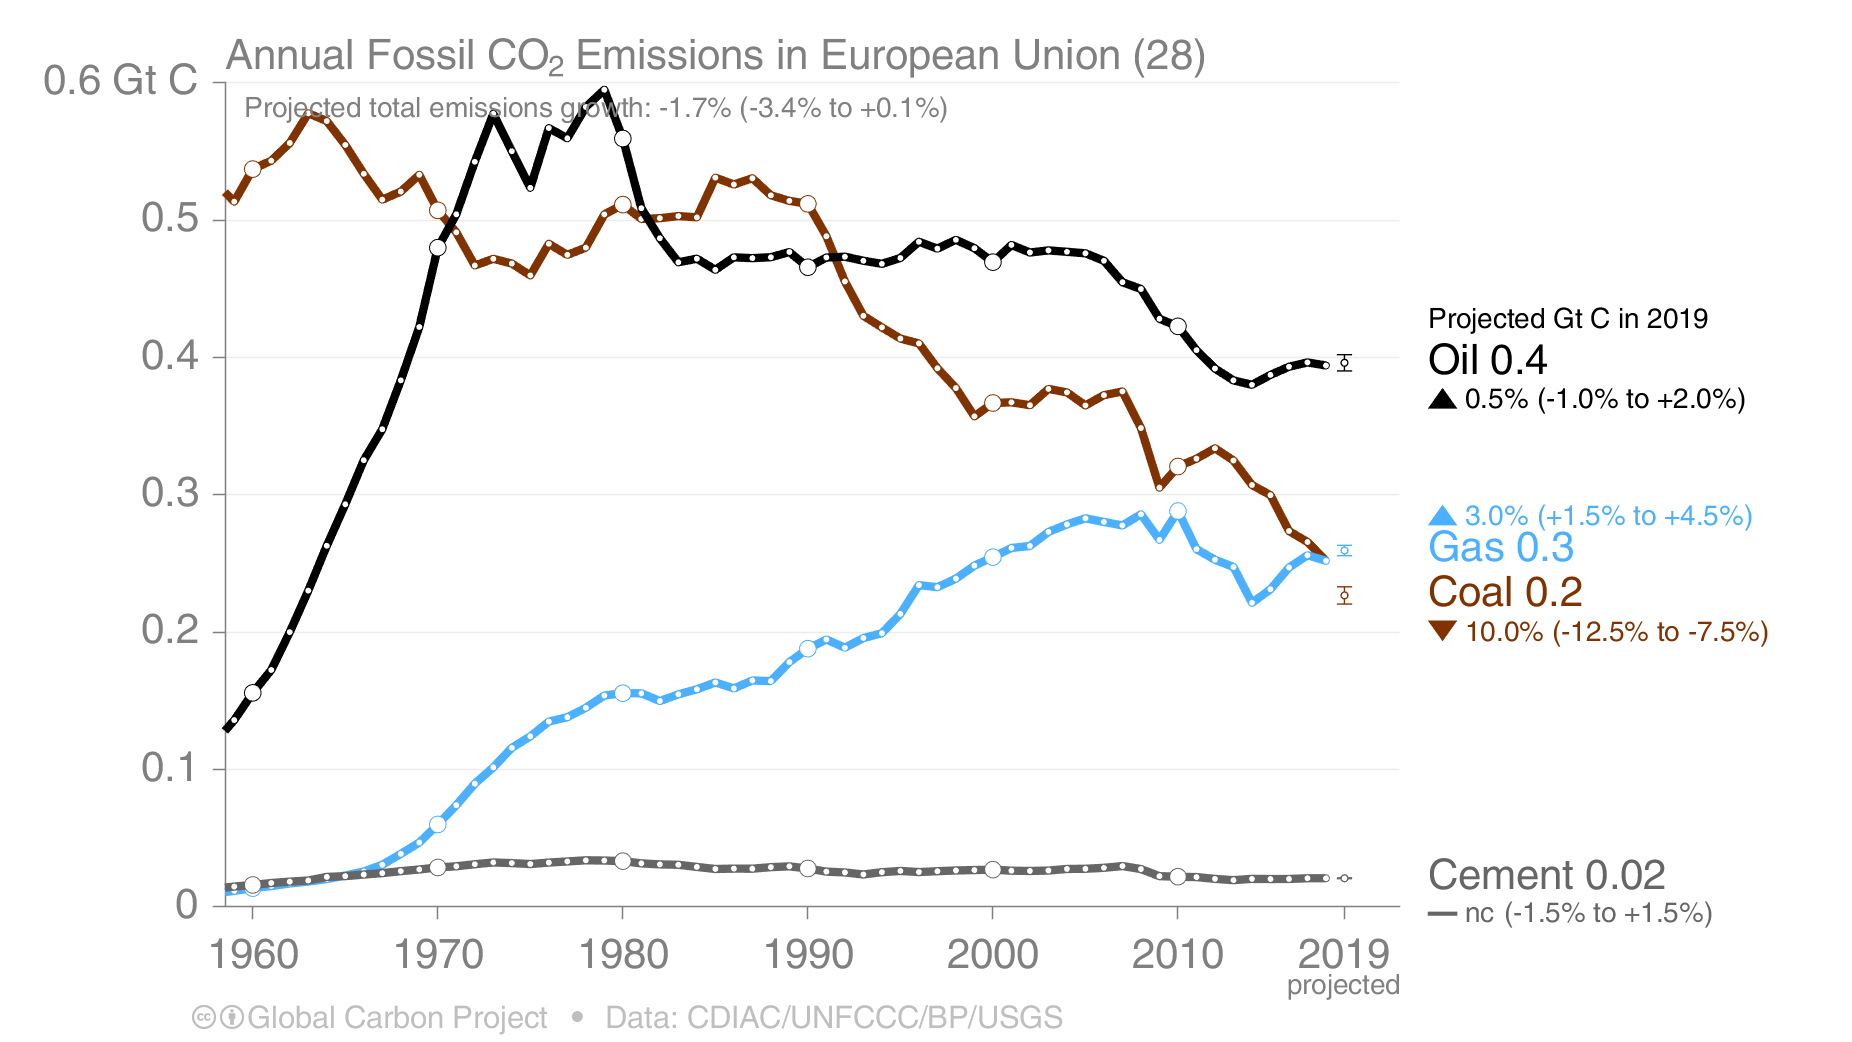 Annual Fossil CO₂ Emissions in European Union (28)
0.6 Gt C
Projected total emissions growth: -1.7% (-3.4% to +0.1%)
0.5
0.4
0.3
0.2
0.1
0
Projected Gt C in 2019
Oil 0.4
▲ 0.5% (-1.0% to +2.0%)
▲ 3.0% (+1.5% to +4.5%)
Gas 0.3
Coal 0.2
▼ 10.0% (-12.5% to -7.5%)
Cement 0.02
nc (-1.5% to +1.5%)
1960 1970 1980 1990 2000 2010 2019
projected
cc Global Carbon Project • Data: CDIAC/UNFCCC/BP/USGS